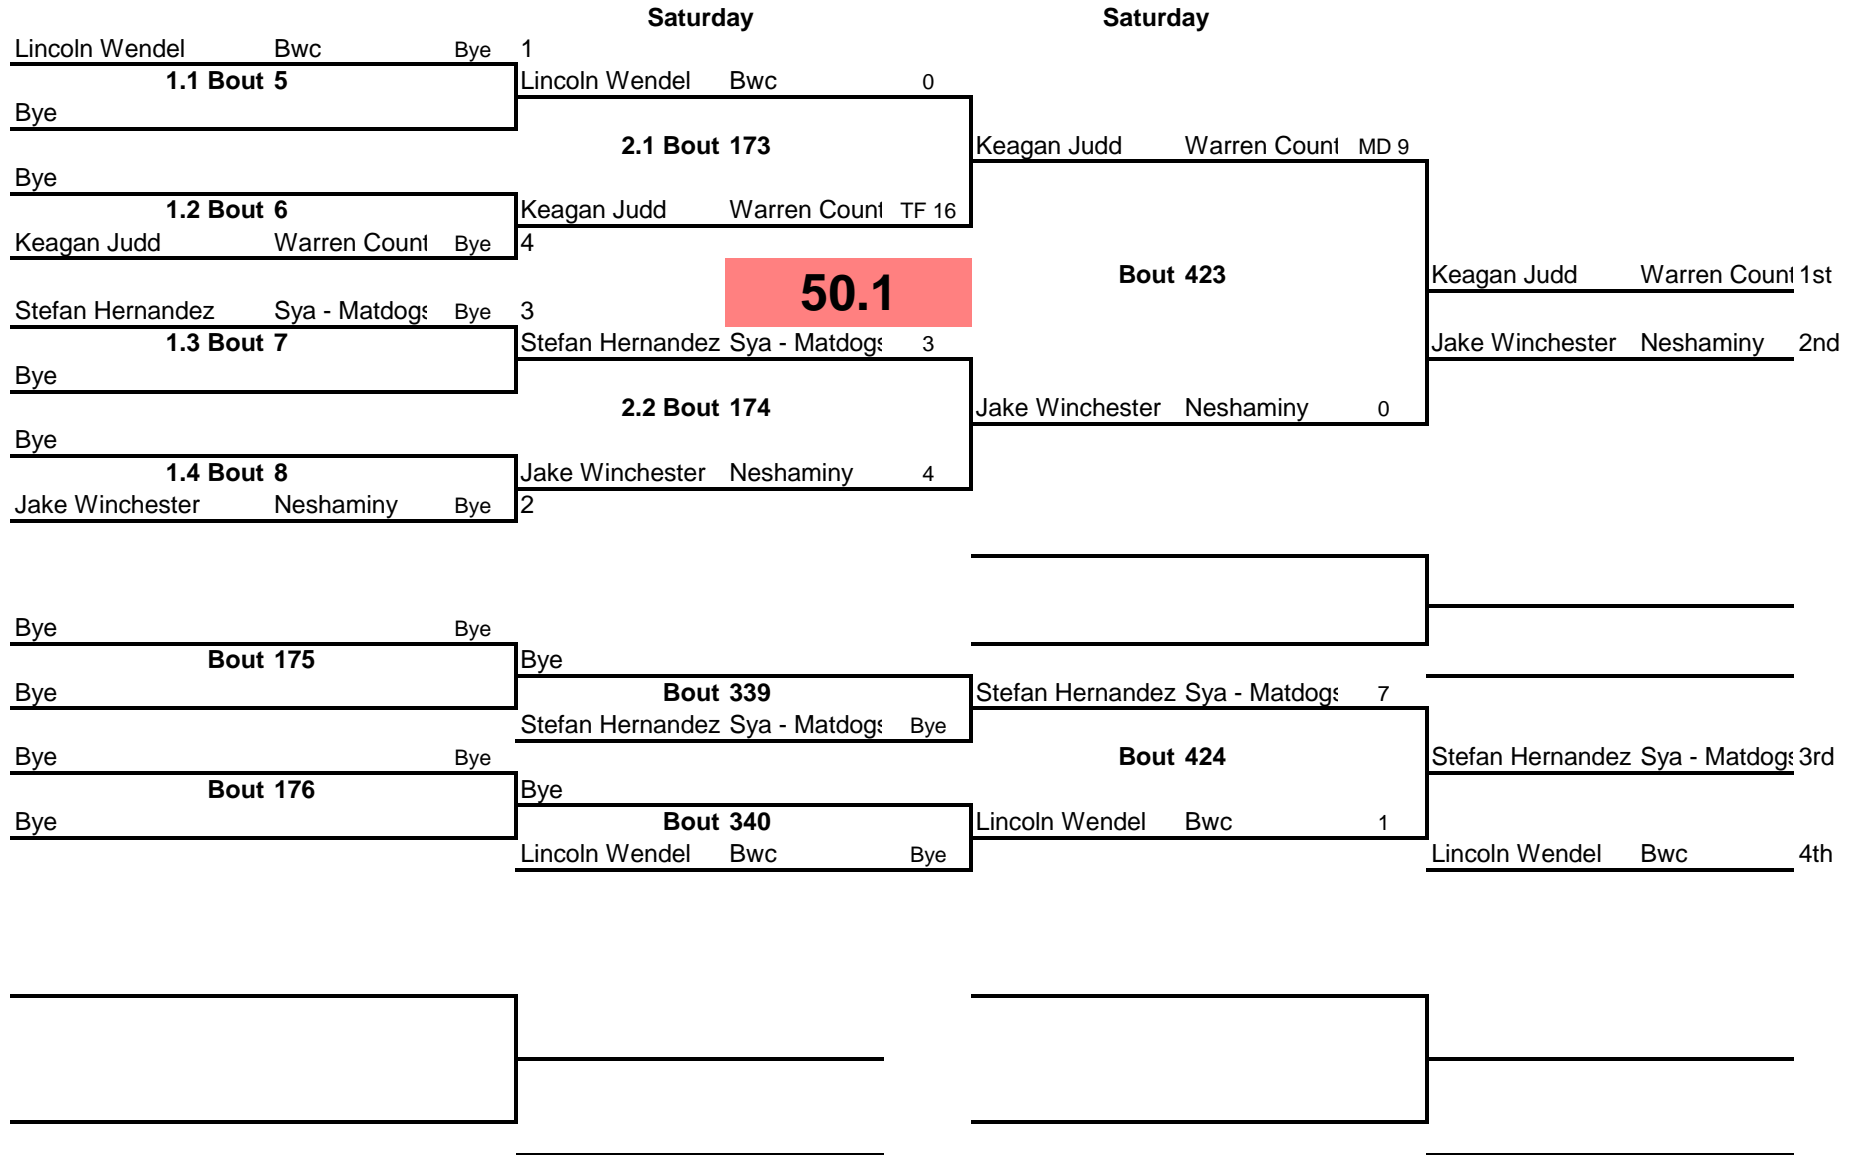 Saturday Saturday
Lincoln Wendel Bwc Bye 1
1.1 Bout 5 Lincoln Wendel Bwc 0
Bye
2.1 Bout 173 Keagan Judd Warren Count MD 9
Bye
1.2 Bout 6 Keagan Judd Warren Count TF 16
Keagan Judd Warren Count Bye 4
50.1 Bout 423 Keagan Judd Warren Count 1st
Stefan Hernandez Sya - Matdogs Bye 3
1.3 Bout 7 Stefan Hernandez Sya - Matdogs 3 Jake Winchester Neshaminy 2nd
Bye
2.2 Bout 174 Jake Winchester Neshaminy 0
Bye
1.4 Bout 8 Jake Winchester Neshaminy 4
Jake Winchester Neshaminy Bye 2
Bye Bye
Bout 175 Bye
Bye Bout 339 Stefan Hernandez Sya - Matdogs 7
Stefan Hernandez Sya - Matdogs Bye
Bye Bye Bout 424 Stefan Hernandez Sya - Matdogs 3rd
Bout 176 Bye
Bye Bout 340 Lincoln Wendel Bwc 1
Lincoln Wendel Bwc Bye Lincoln Wendel Bwc 4th